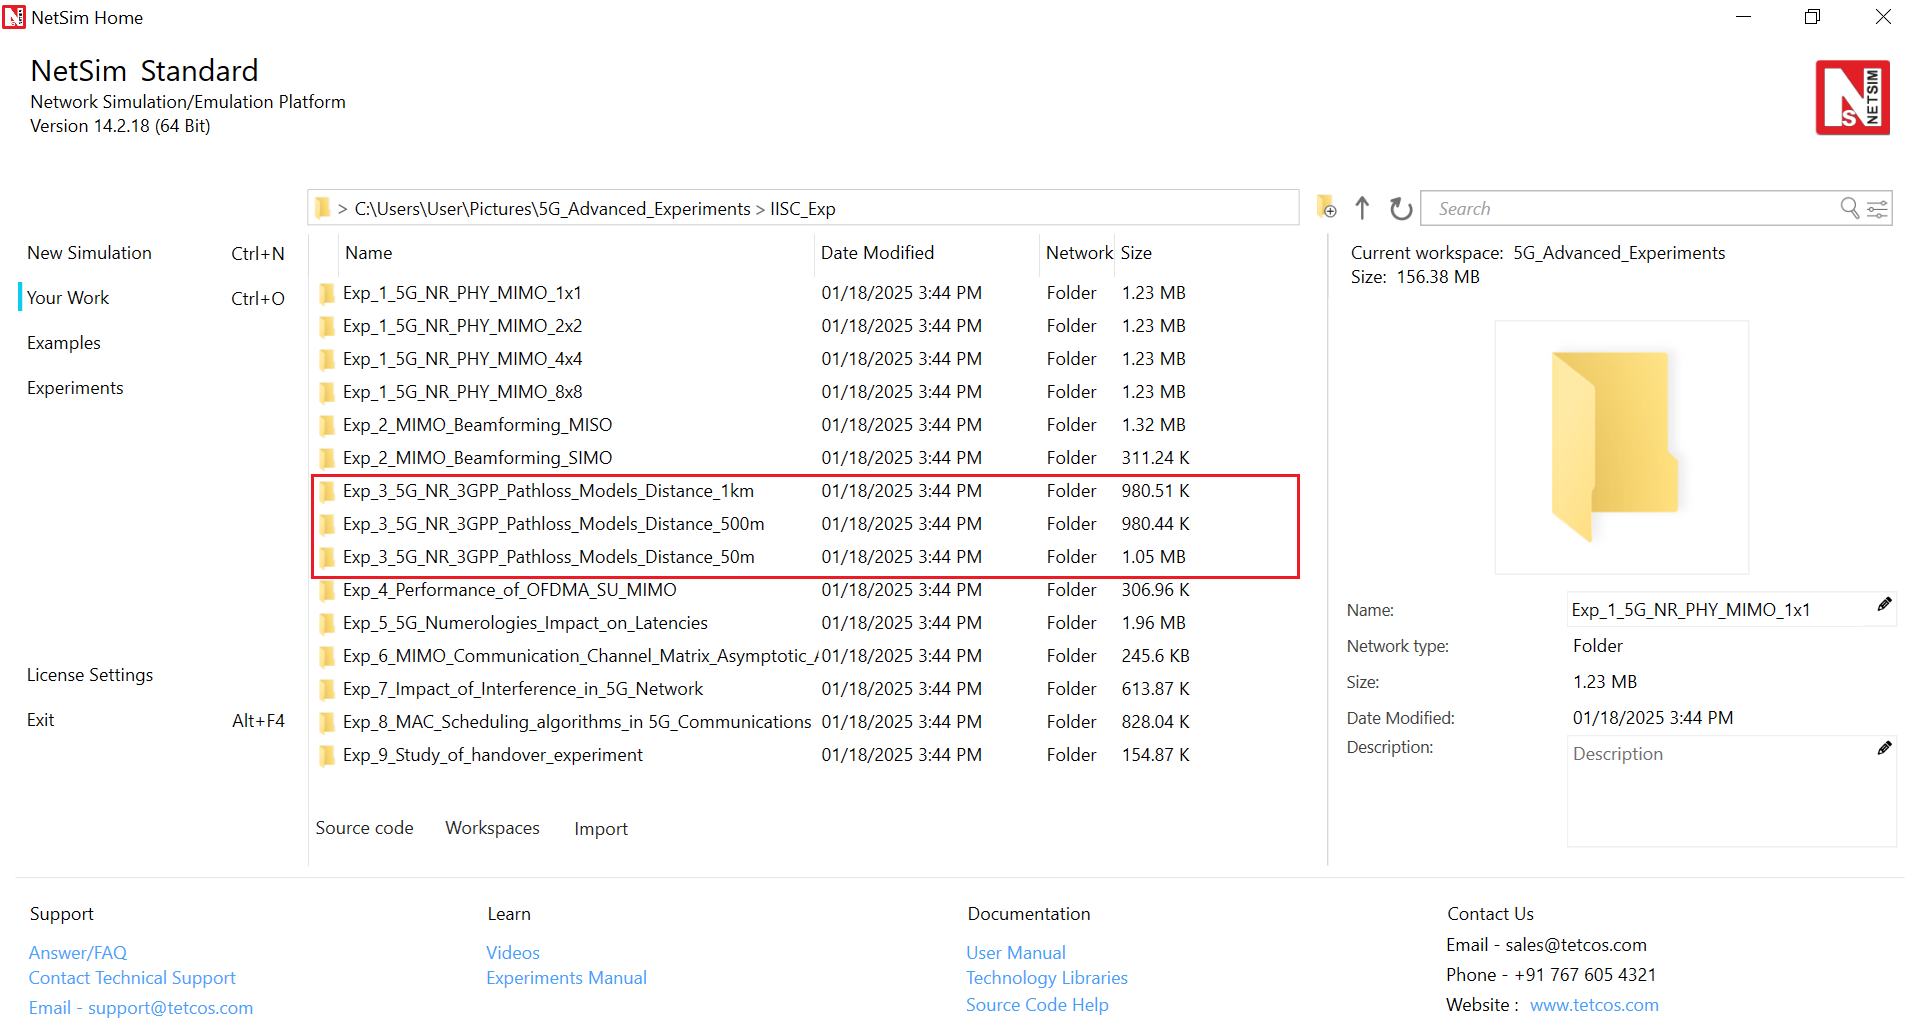 NetSim Home
NetSim Standard
Network Simulation/Emulation Platform
Version 14.2.18 (64 Bit)
NETSIM
> C:\Users\User\Pictures\5G_Advanced_Experiments > IISC_Exp
Search
New Simulation Ctrl+N
Your Work Ctrl+O
Examples
Experiments
License Settings
Exit Alt+F4
Name Date Modified Network Size
Exp_1_5G_NR_PHY_MIMO_1x1 01/18/2025 3:44 PM Folder 1.23 MB
Exp_1_5G_NR_PHY_MIMO_2x2 01/18/2025 3:44 PM Folder 1.23 MB
Exp_1_5G_NR_PHY_MIMO_4x4 01/18/2025 3:44 PM Folder 1.23 MB
Exp_1_5G_NR_PHY_MIMO_8x8 01/18/2025 3:44 PM Folder 1.23 MB
Exp_2_MIMO_Beamforming_MISO 01/18/2025 3:44 PM Folder 1.32 MB
Exp_2_MIMO_Beamforming_SIMO 01/18/2025 3:44 PM Folder 311.24 K
Exp_3_5G_NR_3GPP_Pathloss_Models_Distance_1km 01/18/2025 3:44 PM Folder 980.51 K
Exp_3_5G_NR_3GPP_Pathloss_Models_Distance_500m 01/18/2025 3:44 PM Folder 980.44 K
Exp_3_5G_NR_3GPP_Pathloss_Models_Distance_50m 01/18/2025 3:44 PM Folder 1.05 MB
Exp_4_Performance_of_OFDMA_SU_MIMO 01/18/2025 3:44 PM Folder 306.96 K
Exp_5_5G_Numerologies_Impact_on_Latencies 01/18/2025 3:44 PM Folder 1.96 MB
Exp_6_MIMO_Communication_Channel_Matrix_Asymptotic_A 01/18/2025 3:44 PM Folder 245.6 KB
Exp_7_Impact_of_Interference_in_5G_Network 01/18/2025 3:44 PM Folder 613.87 K
Exp_8_MAC_Scheduling_algorithms_in 5G_Communications 01/18/2025 3:44 PM Folder 828.04 K
Exp_9_Study_of_handover_experiment 01/18/2025 3:44 PM Folder 154.87 K
Source code Workspaces Import
Current workspace: 5G_Advanced_Experiments
Size: 156.38 MB
Name: Exp_1_5G_NR_PHY_MIMO_1x1
Network type: Folder
Size: 1.23 MB
Date Modified: 01/18/2025 3:44 PM
Description: Description
Support
Answer/FAQ
Contact Technical Support
Email - support@tetcos.com
Learn
Videos
Experiments Manual
Documentation
User Manual
Technology Libraries
Source Code Help
Contact Us
Email - sales@tetcos.com
Phone - +91 767 605 4321
Website : www.tetcos.com